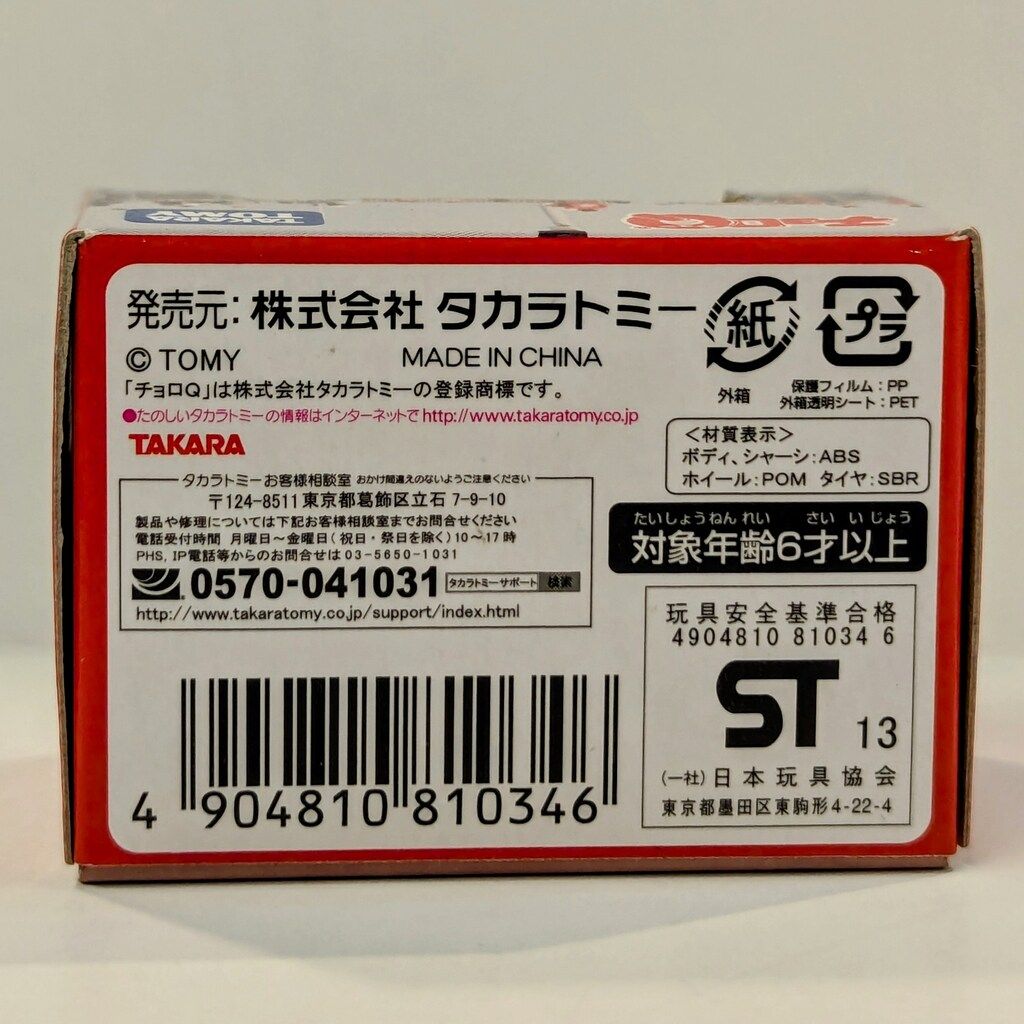 TAKARA
TOMY
チョロQ
発売元: 株式会社 タカラトミー
© TOMY MADE IN CHINA
「チョロQ」は株式会社タカラトミーの登録商標です。
●たのしいタカラトミーの情報はインターネットで http://www.takaratomy.co.jp
TAKARA
紙
プラ
外箱
保護フィルム : PP
外箱透明シート : PET
＜材質表示＞
ボディ、シャーシ : ABS
ホイール : POM タイヤ : SBR
タカラトミーお客様相談室 おかけ間違えのないようご注意ください
〒124-8511 東京都葛飾区立石 7-9-10
製品や修理については下記お客様相談室までお問合せください
電話受付時間 月曜日〜金曜日(祝日・祭日を除く)10〜17時
PHS, IP電話等からのお問合せは 03-5650-1031
0570-041031 タカラトミーサポート 検索
http://www.takaratomy.co.jp/support/index.html
たいしょうねんれい さいいじょう
対象年齢6才以上
玩具安全基準合格
4904810 81034 6
ST 13
(一社) 日本玩具協会
東京都墨田区東駒形4-22-4
4 904810 810346